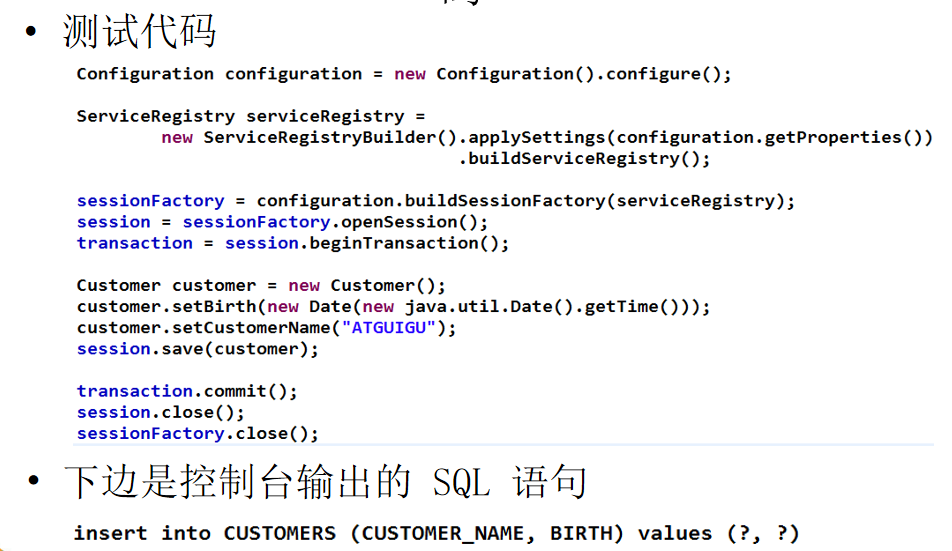 • 测试代码
Configuration configuration = new Configuration().configure();
ServiceRegistry serviceRegistry =
new ServiceRegistryBuilder().applySettings(configuration.getProperties())
.buildServiceRegistry();
sessionFactory = configuration.buildSessionFactory(serviceRegistry);
session = sessionFactory.openSession();
transaction = session.beginTransaction();
Customer customer = new Customer();
customer.setBirth(new Date(new java.util.Date().getTime()));
customer.setCustomerName("ATGUIGU");
session.save(customer);
transaction.commit();
session.close();
sessionFactory.close();
• 下边是控制台输出的 SQL 语句
insert into CUSTOMERS (CUSTOMER_NAME, BIRTH) values (?, ?)